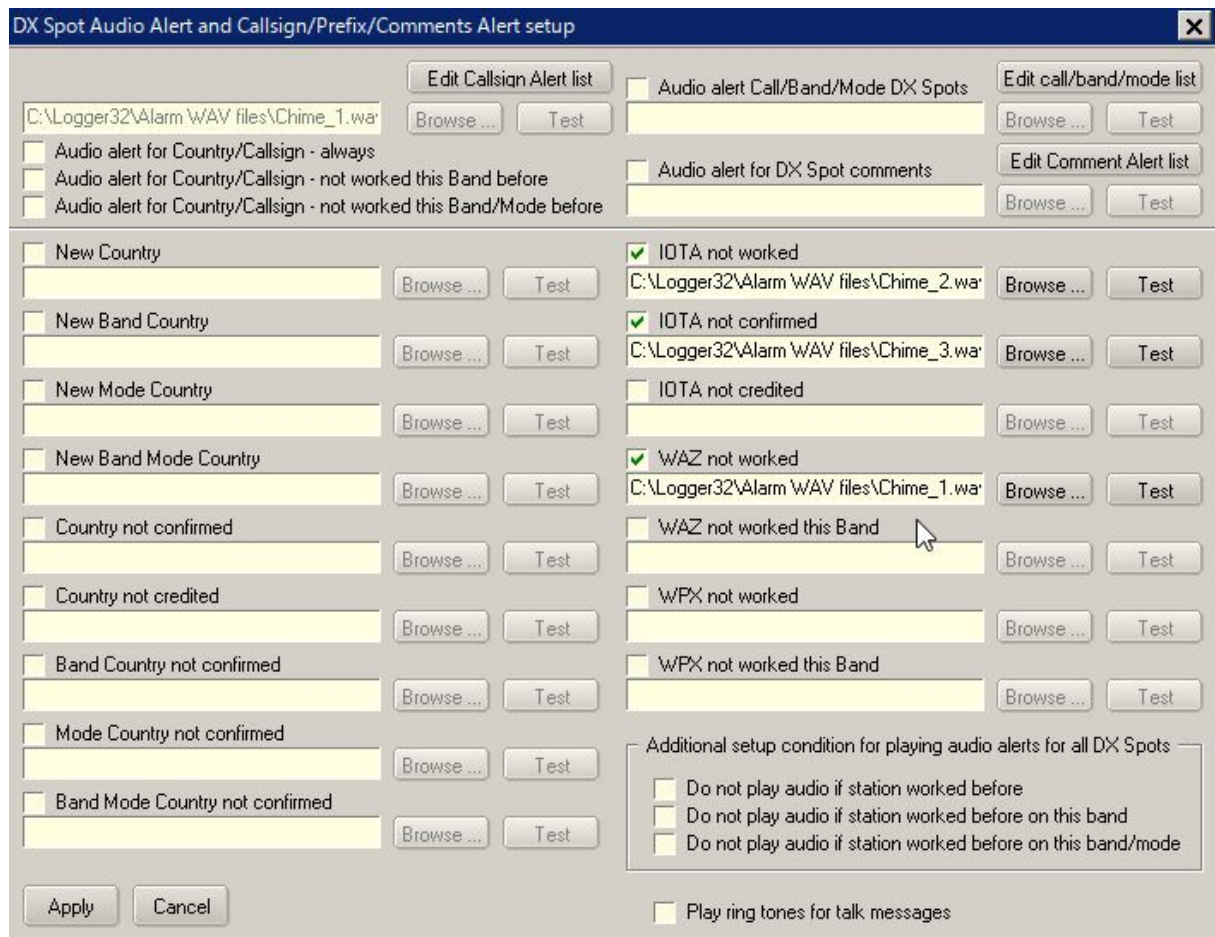 DX Spot Audio Alert and Callsign/Prefix/Comments Alert setup
Edit Callsign Alert list
C:\Logger32\Alarm WAV files\Chime_1.wa
Browse ...
Test
Audio alert for Country/Callsign - always
Audio alert for Country/Callsign - not worked this Band before
Audio alert for Country/Callsign - not worked this Band/Mode before
Audio alert Call/Band/Mode DX Spots
Edit call/band/mode list
Browse ...
Test
Audio alert for DX Spot comments
Edit Comment Alert list
Browse ...
Test
New Country
Browse ...
Test
New Band Country
Browse ...
Test
New Mode Country
Browse ...
Test
New Band Mode Country
Browse ...
Test
Country not confirmed
Browse ...
Test
Country not credited
Browse ...
Test
Band Country not confirmed
Browse ...
Test
Mode Country not confirmed
Browse ...
Test
Band Mode Country not confirmed
Browse ...
Test
IOTA not worked
C:\Logger32\Alarm WAV files\Chime_2.wa
Browse ...
Test
IOTA not confirmed
C:\Logger32\Alarm WAV files\Chime_3.wa
Browse ...
Test
IOTA not credited
Browse ...
Test
WAZ not worked
C:\Logger32\Alarm WAV files\Chime_1.wa
Browse ...
Test
WAZ not worked this Band
Browse ...
Test
WPX not worked
Browse ...
Test
WPX not worked this Band
Browse ...
Test
Additional setup condition for playing audio alerts for all DX Spots
Do not play audio if station worked before
Do not play audio if station worked before on this band
Do not play audio if station worked before on this band/mode
Apply
Cancel
Play ring tones for talk messages